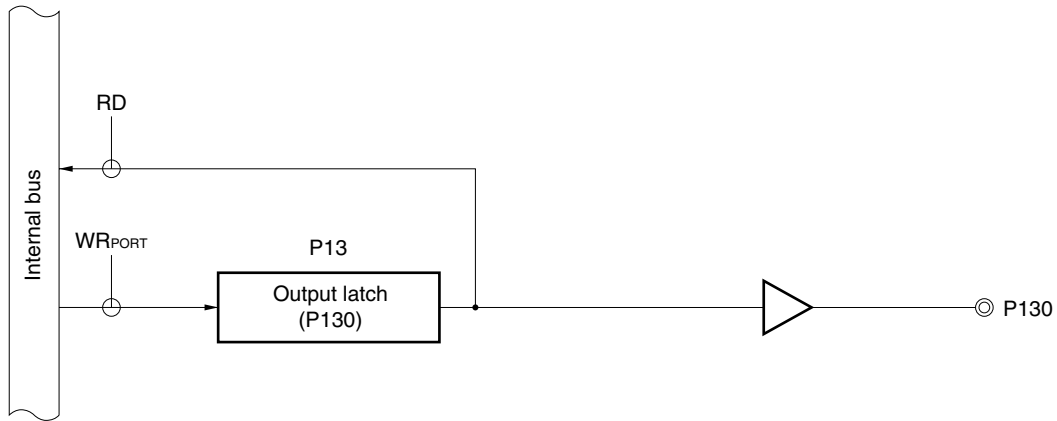 RD
Internal bus
WRPORT
P13
Output latch
(P130)
P130